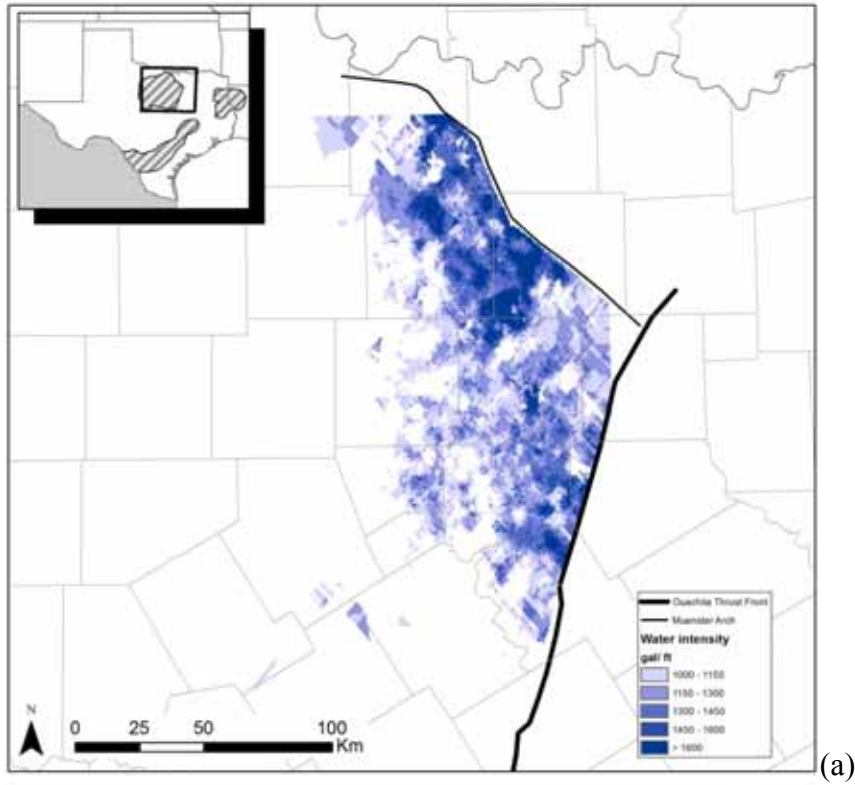 Ouachita Thrust Front
Muenster Arch
Water intensity
gal/ ft
1000 - 1150
1150 - 1300
1300 - 1450
1450 - 1600
> 1600
N
0 25 50 100
Km
(a)